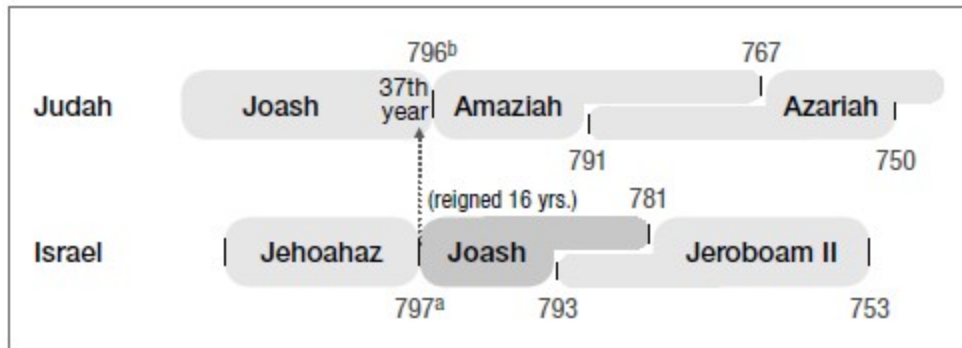 796ᵇ 767
Judah Joash 37th year Amaziah Azariah
791 750
(reigned 16 yrs.) 781
Israel Jehoahaz Joash Jeroboam II
797ᵃ 793 753